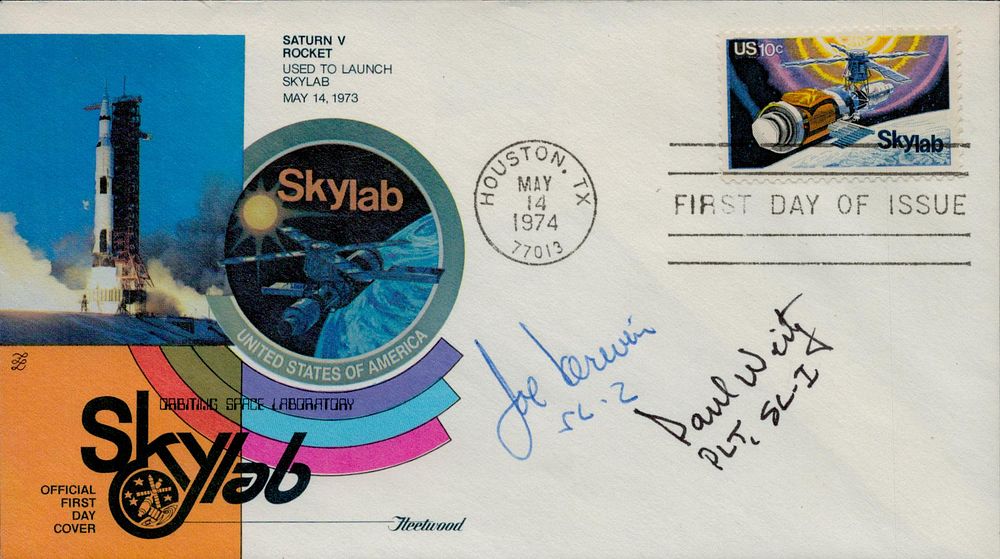 SATURN V
ROCKET
USED TO LAUNCH
SKYLAB
MAY 14, 1973
US10c
Skylab
HOUSTON, TX
MAY
14
1974
77013
FIRST DAY OF ISSUE
Skylab
UNITED STATES OF AMERICA
Joe Kerwin
SL-2
Paul Weitz
PLT, SL-I
ORBITING SPACE LABORATORY
Skylab
OFFICIAL
FIRST
DAY
COVER
Fleetwood